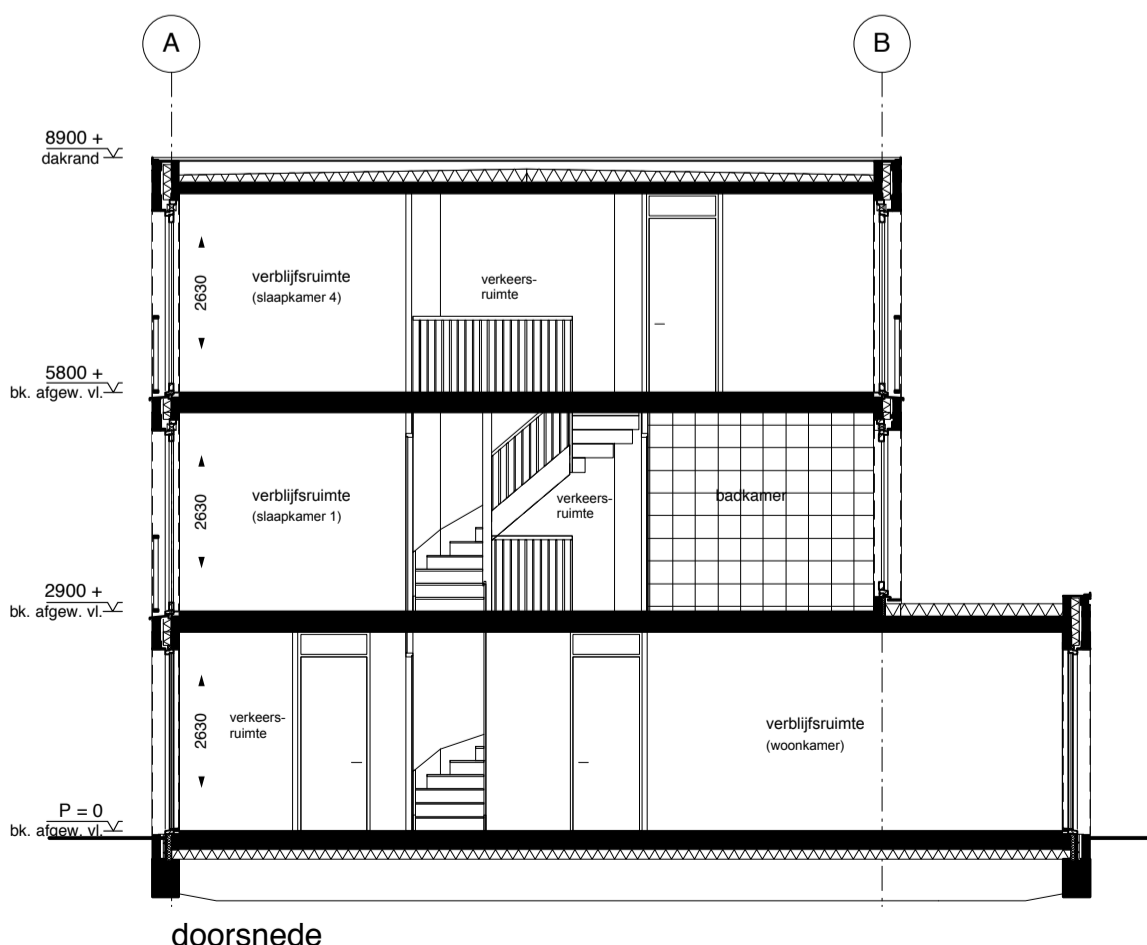 A
B
8900 +
dakrand
verblijfsruimte
(slaapkamer 4)
2630
verkeers-
ruimte
5800 +
bk. afgew. vl.
verblijfsruimte
(slaapkamer 1)
2630
verkeers-
ruimte
badkamer
2900 +
bk. afgew. vl.
verkeers-
ruimte
2630
verblijfsruimte
(woonkamer)
P = 0
bk. afgew. vl.
doorsnede